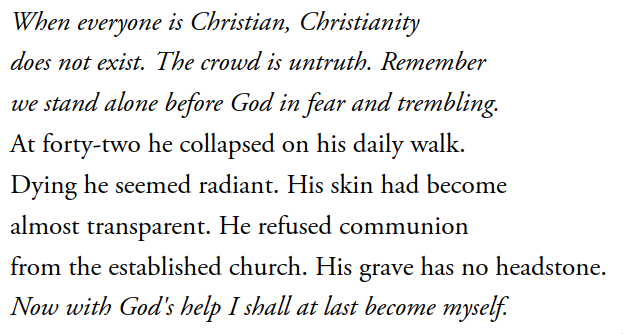 When everyone is Christian, Christianity
does not exist. The crowd is untruth. Remember
we stand alone before God in fear and trembling.
At forty-two he collapsed on his daily walk.
Dying he seemed radiant. His skin had become
almost transparent. He refused communion
from the established church. His grave has no headstone.
Now with God's help I shall at last become myself.